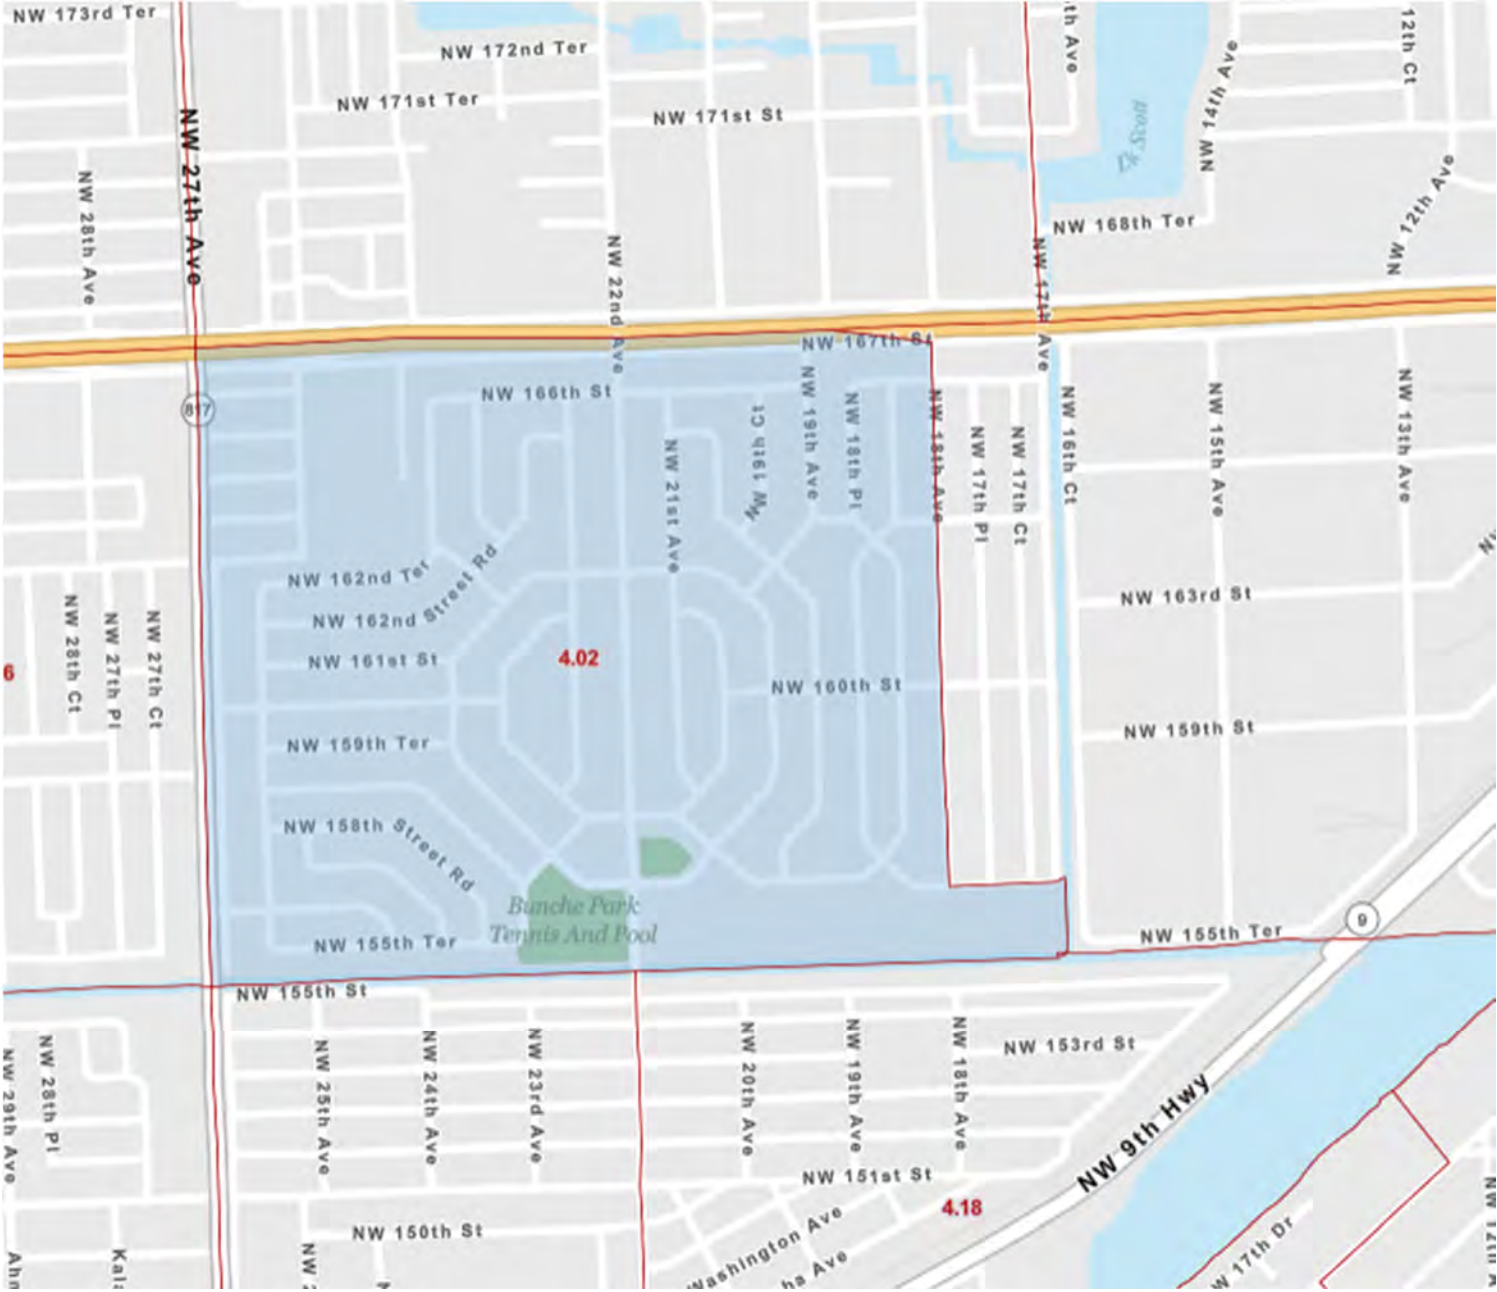 NW 173rd Ter
NW 172nd Ter
NW 171st Ter
NW 171st St
th Ave
NW 14th Ave
12th Ct
NW 27th Ave
NW 28th Ave
NW 22nd Ave
NW 168th Ter
NW 17th Ave
NW 12th Ave
NW 167th St
817
NW 166th St
NW 21st Ave
NW 19th Ct
NW 19th Ave
NW 18th Pl
NW 18th Ave
NW 17th Pl
NW 17th Ct
NW 16th Ct
NW 15th Ave
NW 13th Ave
NW 162nd Ter
NW 162nd Street Rd
NW 161st St
4.02
NW 163rd St
NW 28th Ct
NW 27th Pl
NW 27th Ct
6
NW 160th St
NW 159th Ter
NW 159th St
NW 158th Street Rd
Bunche Park
Tennis And Pool
NW 155th Ter
NW 155th Ter
9
NW 155th St
NW 29th Ave
NW 28th Pl
NW 25th Ave
NW 24th Ave
NW 23rd Ave
NW 20th Ave
NW 19th Ave
NW 18th Ave
NW 153rd St
NW 9th Hwy
NW 151st St
4.18
NW 150th St
Washington Ave
ha Ave
W 17th Dr
NW 12th A
NW 2
Kala
Ahm